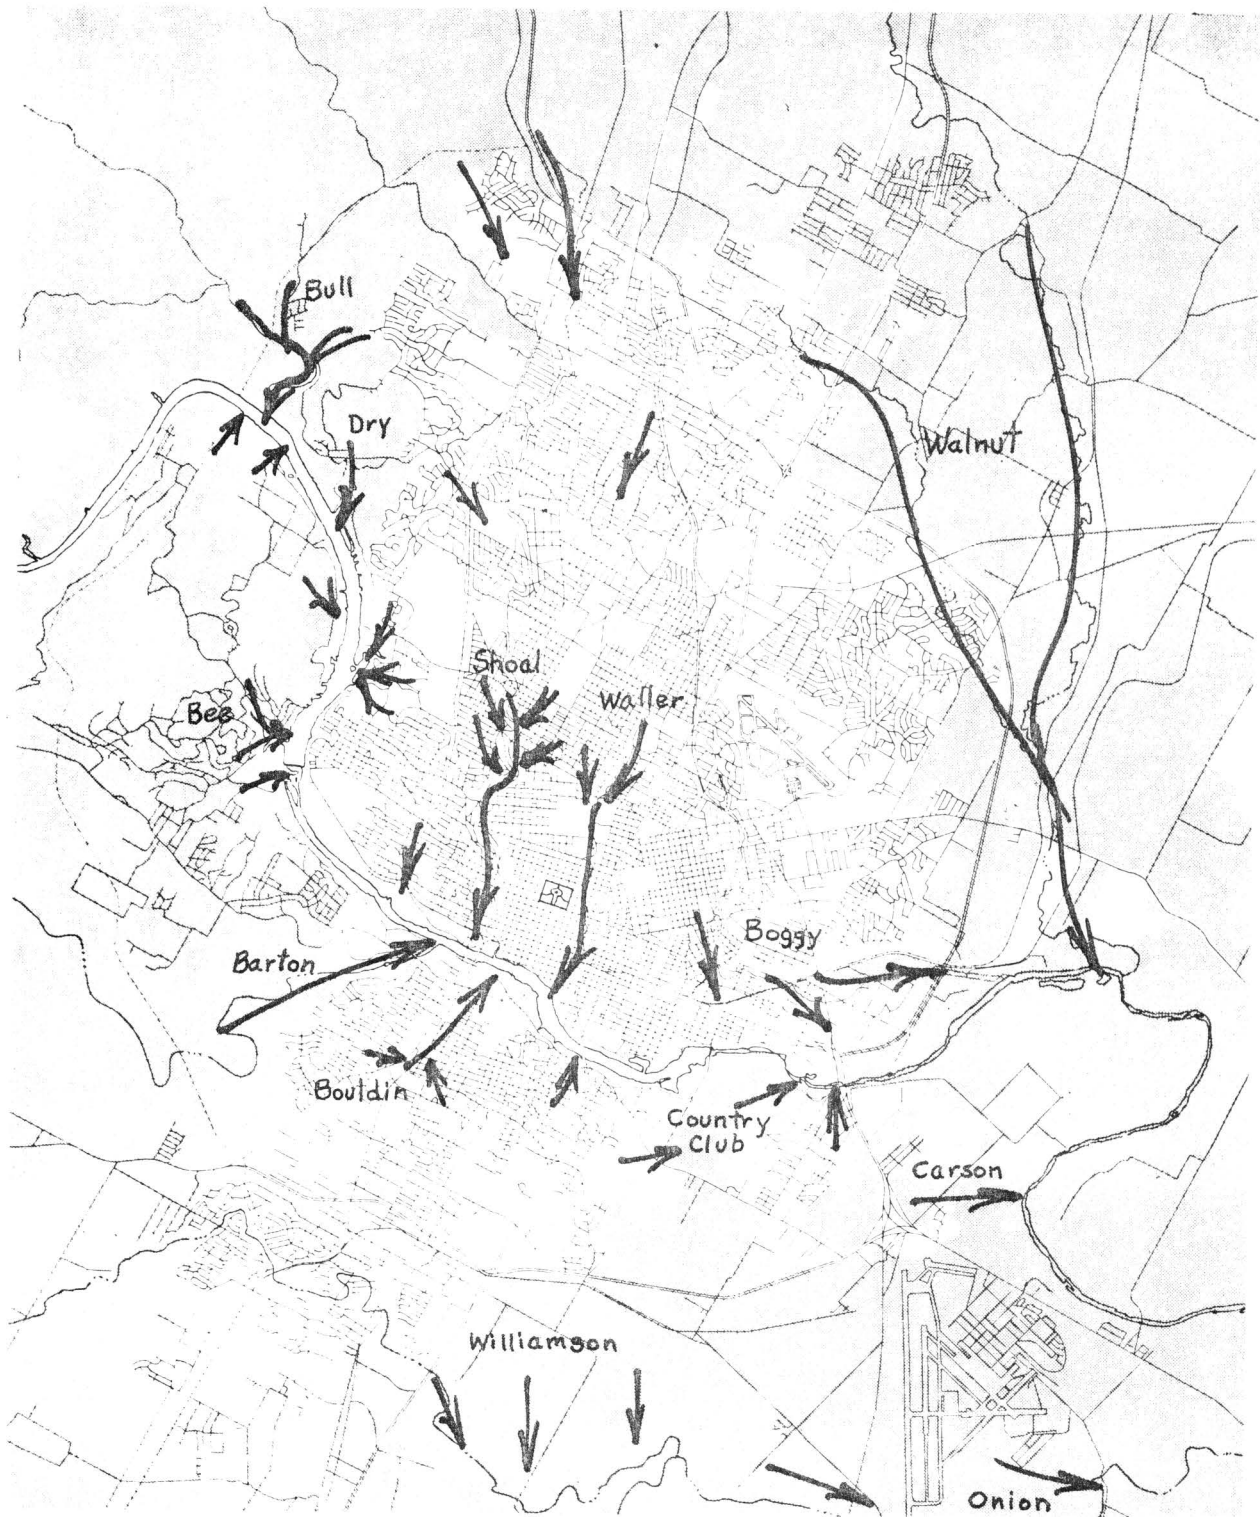 Bull
Dry
Walnut
Shoal
Waller
Bee
Boggy
Barton
Bouldin
Country
Club
Carson
Williamson
Onion